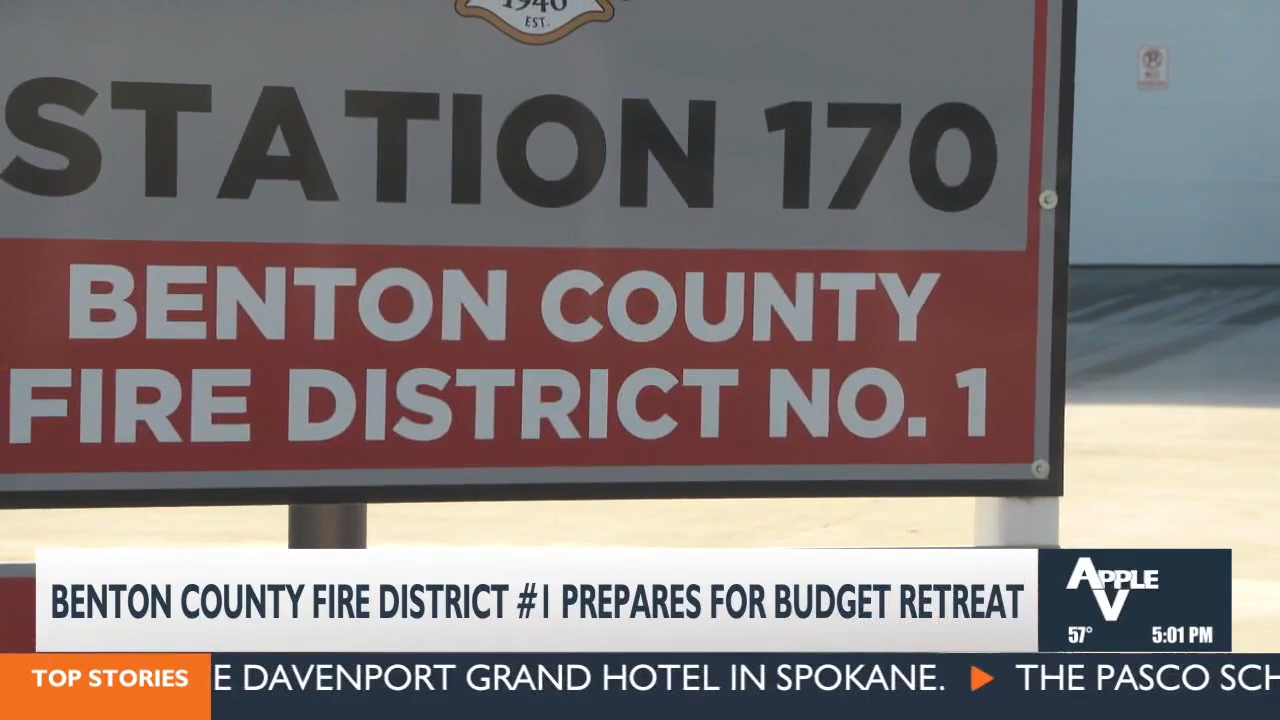 1946
EST.
STATION 170
BENTON COUNTY
FIRE DISTRICT NO. 1
BENTON COUNTY FIRE DISTRICT #1 PREPARES FOR BUDGET RETREAT
APPLE
V
57° 5:01 PM
TOP STORIES E DAVENPORT GRAND HOTEL IN SPOKANE. ▶ THE PASCO SCH